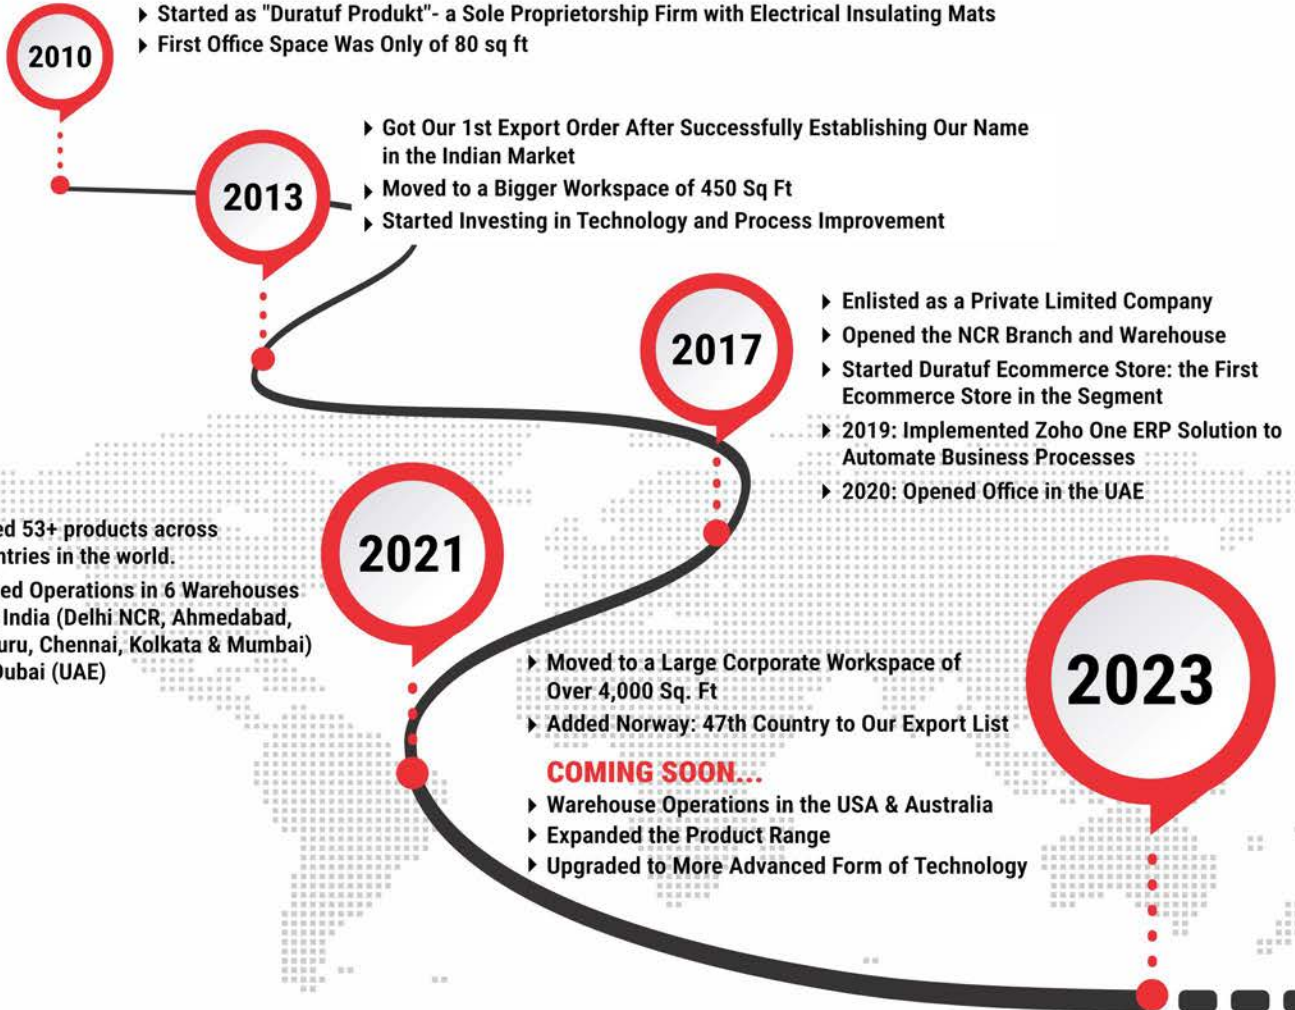 2010
Started as "Duratuf Produkt"- a Sole Proprietorship Firm with Electrical Insulating Mats
First Office Space Was Only of 80 sq ft
2013
Got Our 1st Export Order After Successfully Establishing Our Name
in the Indian Market
Moved to a Bigger Workspace of 450 Sq Ft
Started Investing in Technology and Process Improvement
2017
Enlisted as a Private Limited Company
Opened the NCR Branch and Warehouse
Started Duratuf Ecommerce Store: the First
Ecommerce Store in the Segment
2019: Implemented Zoho One ERP Solution to
Automate Business Processes
2020: Opened Office in the UAE
2021
53+ products across
in the world.
Operations in 6 Warehouses
India (Delhi NCR, Ahmedabad,
Chennai, Kolkata & Mumbai)
(UAE)
2023
Moved to a Large Corporate Workspace of
Over 4,000 Sq. Ft
Added Norway: 47th Country to Our Export List
COMING SOON...
Warehouse Operations in the USA & Australia
Expanded the Product Range
Upgraded to More Advanced Form of Technology